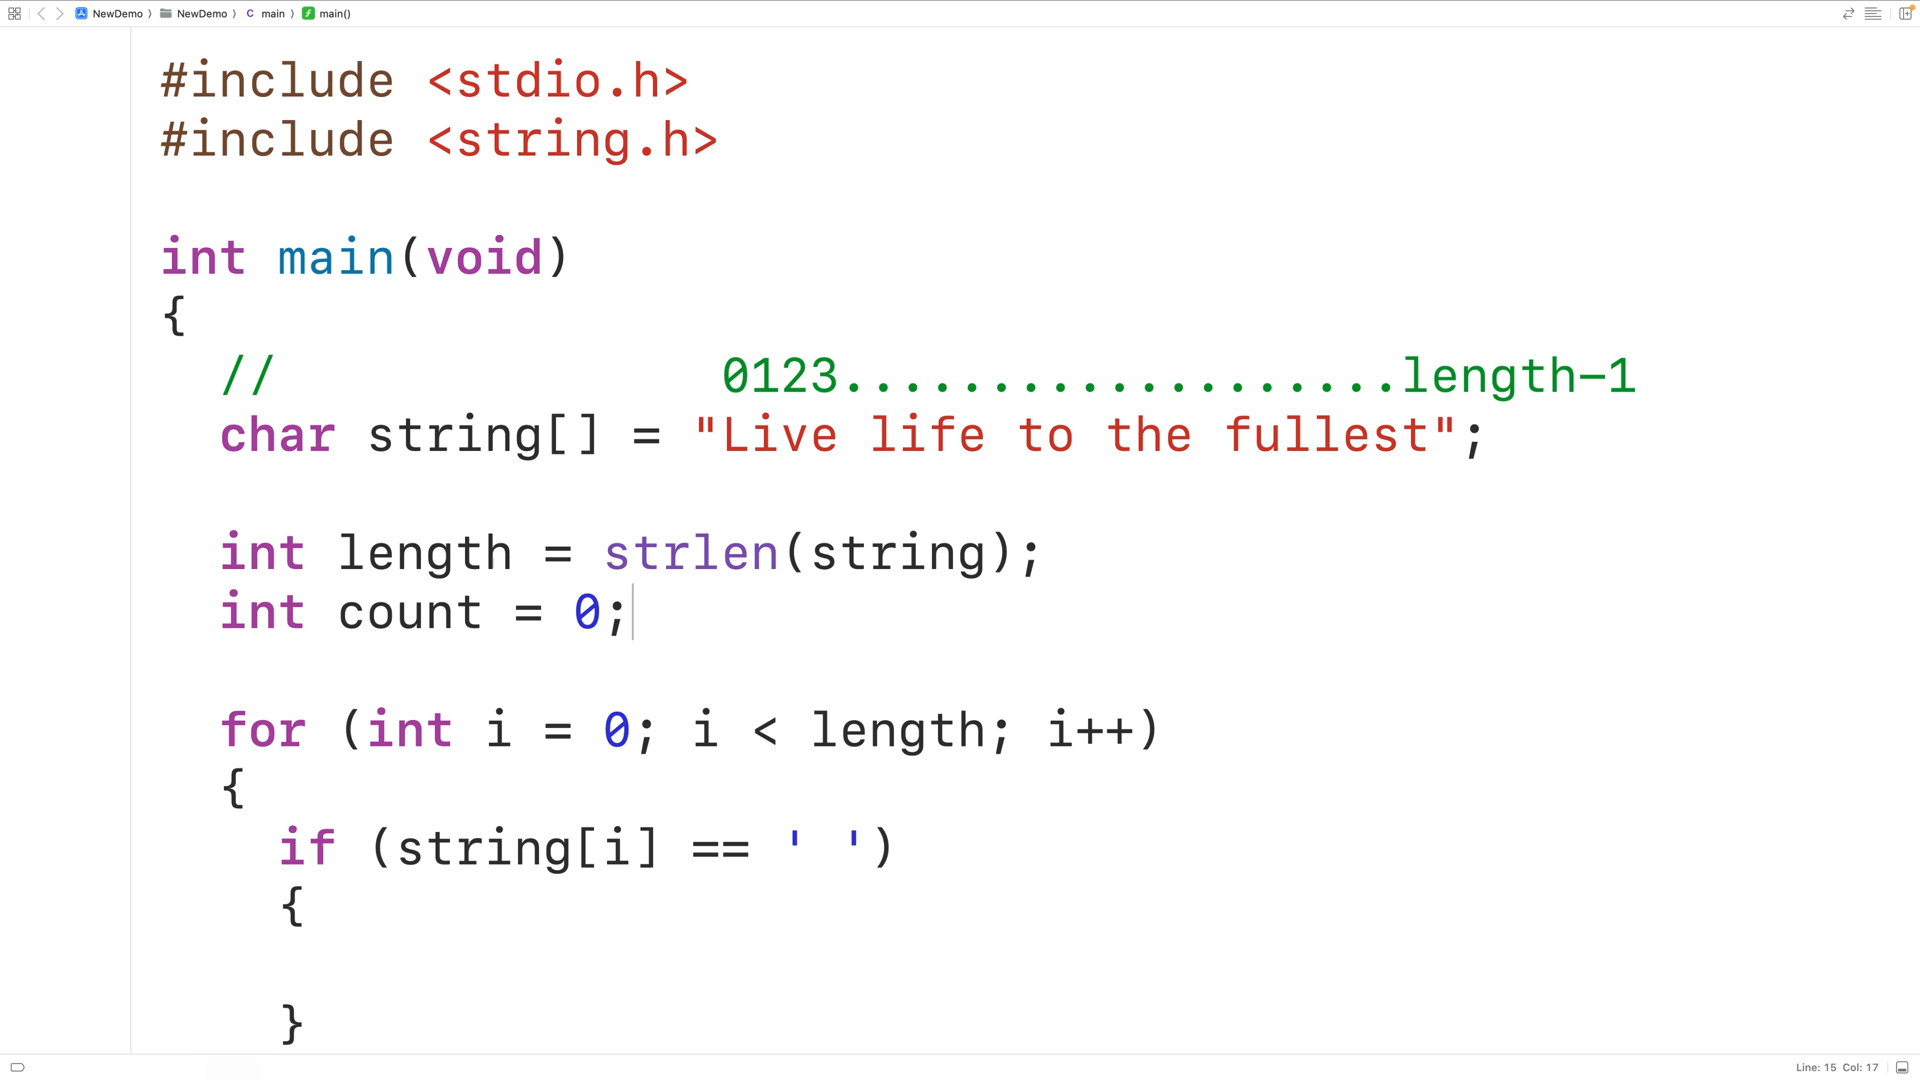 NewDemo NewDemo C main f main()
#include <stdio.h>
#include <string.h>
int main(void)
{
// 0123...................length-1
char string[] = "Live life to the fullest";
int length = strlen(string);
int count = 0;
for (int i = 0; i < length; i++)
{
if (string[i] == ' ')
{
}
Line: 15 Col: 17